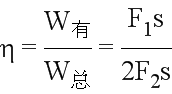 η = W有 / W总 = F₁s / 2F₂s